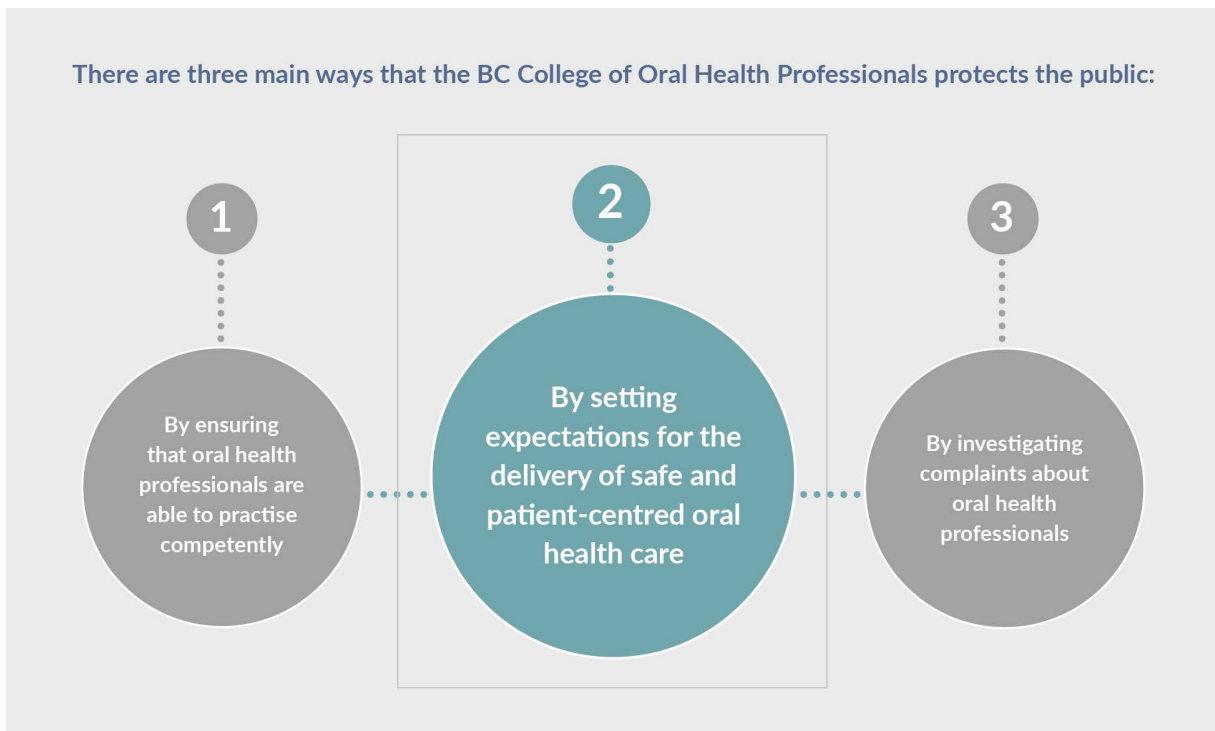 There are three main ways that the BC College of Oral Health Professionals protects the public:
1
By ensuring
that oral health
professionals are
able to practise
competently
2
By setting
expectations for the
delivery of safe and
patient-centred oral
health care
3
By investigating
complaints about
oral health
professionals